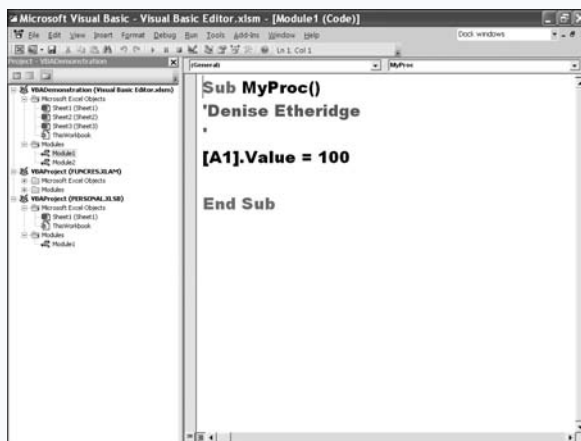 Microsoft Visual Basic - Visual Basic Editor.xlsm - [Module1 (Code)]
File Edit View Insert Format Debug Run Tools Add-Ins Window Help
Dock windows
Ln 1, Col 1
Project - VBADemonstration
(General)
MyProc
VBADemonstration (Visual Basic Editor.xlsm)
Microsoft Excel Objects
Sheet1 (Sheet1)
Sheet2 (Sheet2)
Sheet3 (Sheet3)
ThisWorkbook
Modules
Module1
Module2
VBAProject (FUNCRES.XLAM)
Microsoft Excel Objects
Modules
VBAProject (PERSONAL.XLSB)
Microsoft Excel Objects
Sheet1 (Sheet1)
ThisWorkbook
Modules
Module1
Sub MyProc()
'Denise Etheridge
'
[A1].Value = 100
End Sub